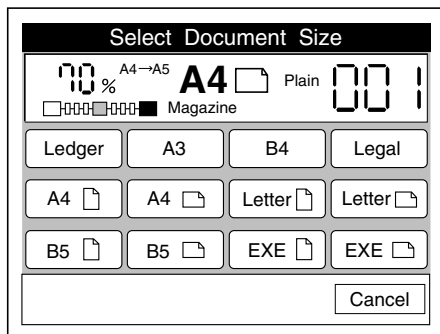 Select Document Size
70% A4→A5 A4 Plain 001
Magazine
Ledger A3 B4 Legal
A4 A4 Letter Letter
B5 B5 EXE EXE
Cancel